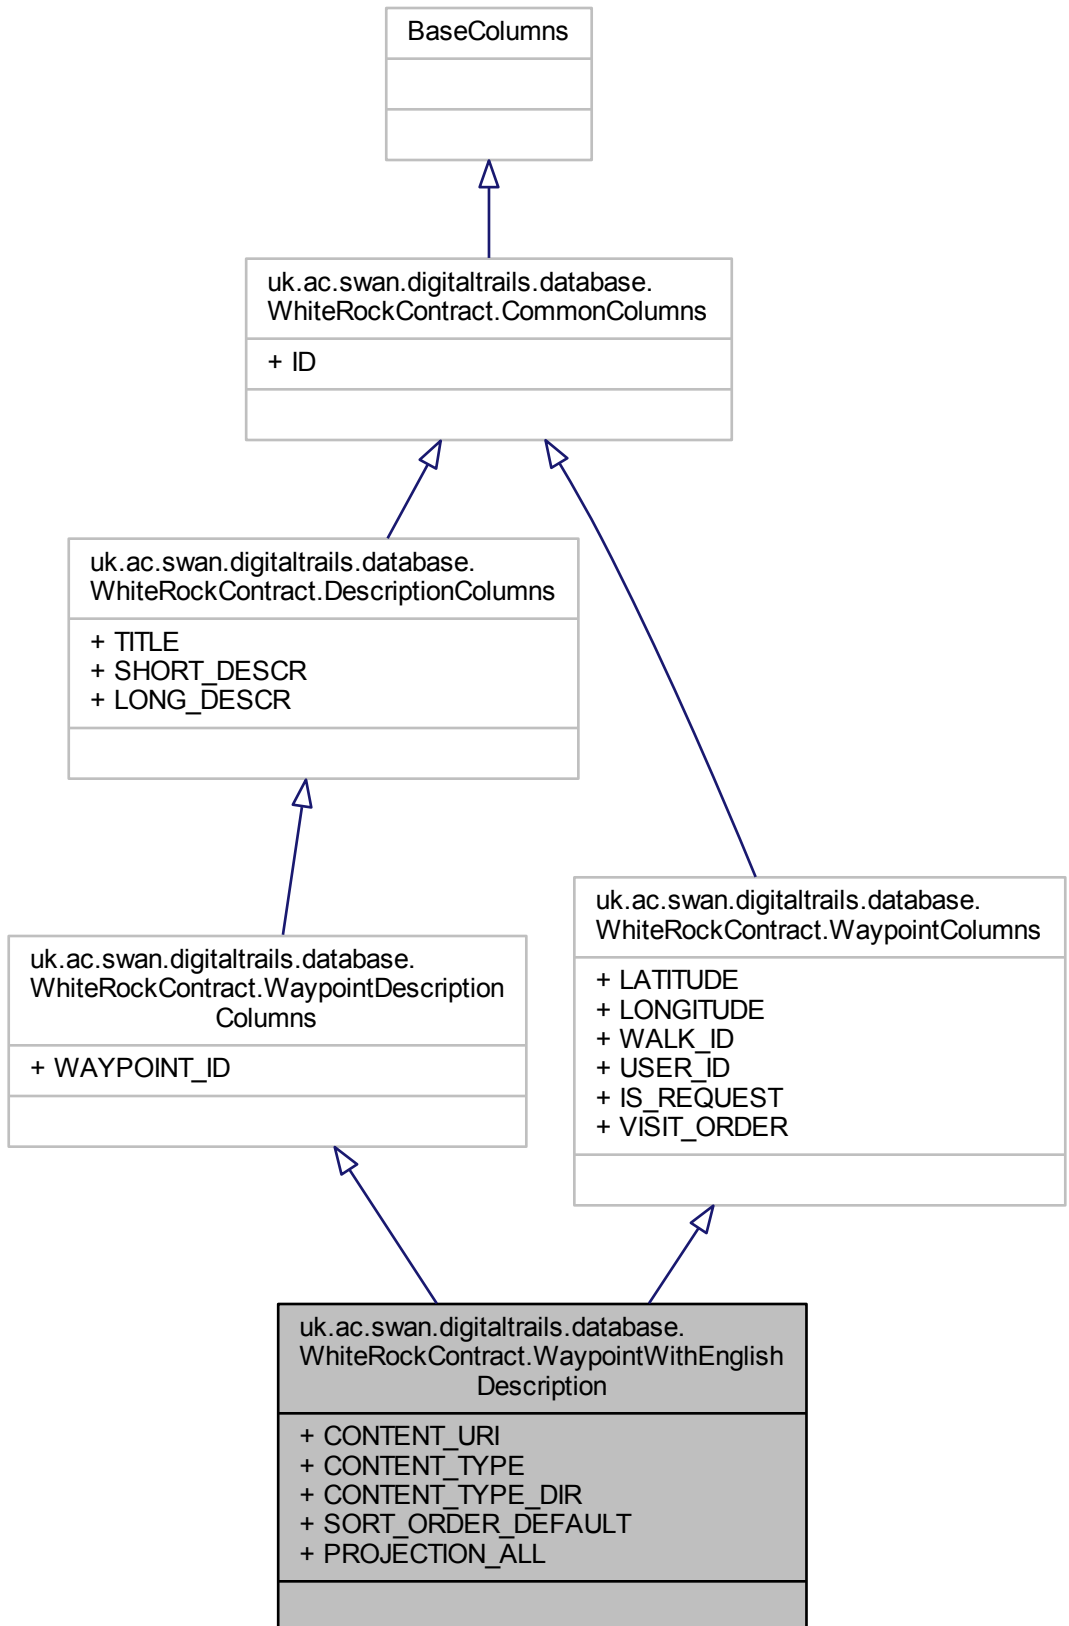 BaseColumns
uk.ac.swan.digitaltrails.database.
WhiteRockContract.CommonColumns
+ ID
uk.ac.swan.digitaltrails.database.
WhiteRockContract.DescriptionColumns
+ TITLE
+ SHORT_DESCR
+ LONG_DESCR
uk.ac.swan.digitaltrails.database.
WhiteRockContract.WaypointColumns
+ LATITUDE
+ LONGITUDE
+ WALK_ID
+ USER_ID
+ IS_REQUEST
+ VISIT_ORDER
uk.ac.swan.digitaltrails.database.
WhiteRockContract.WaypointDescription
Columns
+ WAYPOINT_ID
uk.ac.swan.digitaltrails.database.
WhiteRockContract.WaypointWithEnglish
Description
+ CONTENT_URI
+ CONTENT_TYPE
+ CONTENT_TYPE_DIR
+ SORT_ORDER_DEFAULT
+ PROJECTION_ALL